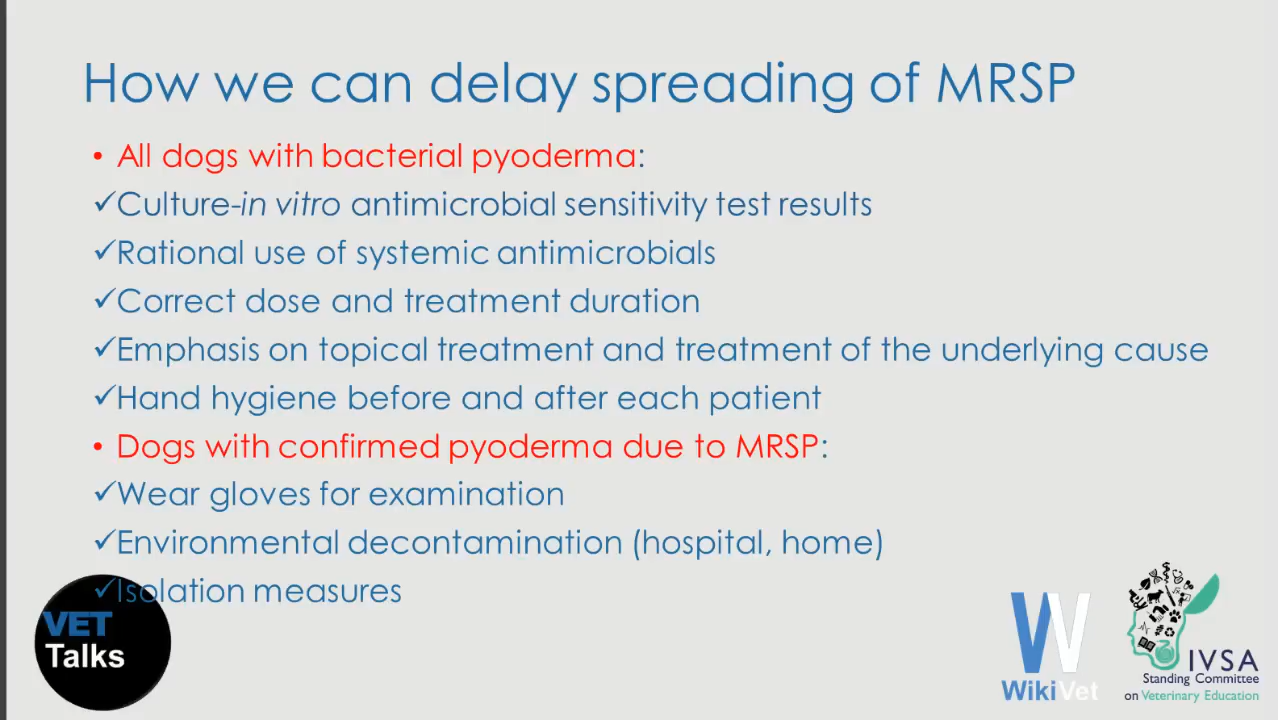 How we can delay spreading of MRSP
• All dogs with bacterial pyoderma:
✓Culture-in vitro antimicrobial sensitivity test results
✓Rational use of systemic antimicrobials
✓Correct dose and treatment duration
✓Emphasis on topical treatment and treatment of the underlying cause
✓Hand hygiene before and after each patient
• Dogs with confirmed pyoderma due to MRSP:
✓Wear gloves for examination
✓Environmental decontamination (hospital, home)
✓Isolation measures
VET
Talks
W
WikiVet
IVSA
Standing Committee
on Veterinary Education